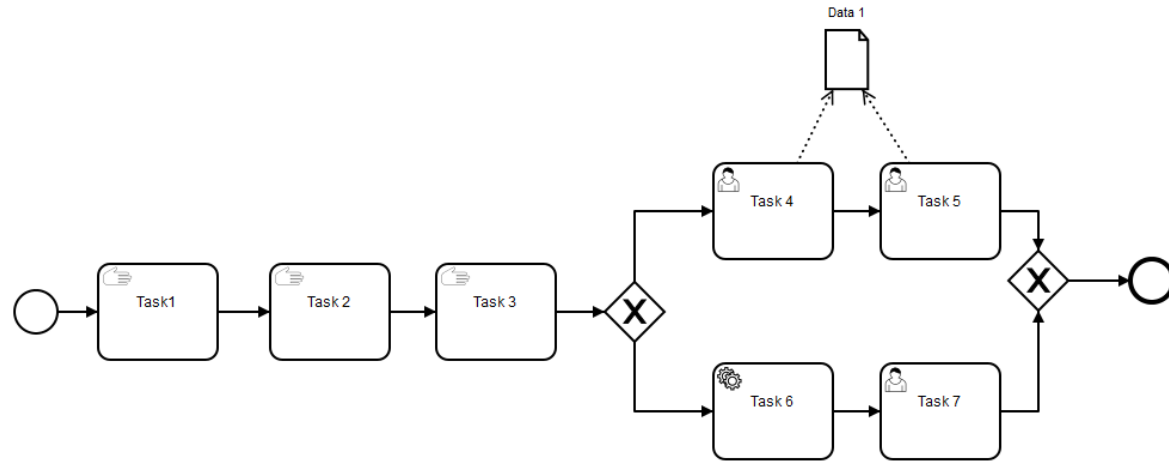 Data 1
Task 4
Task 5
Task1
Task 2
Task 3
X
X
Task 6
Task 7